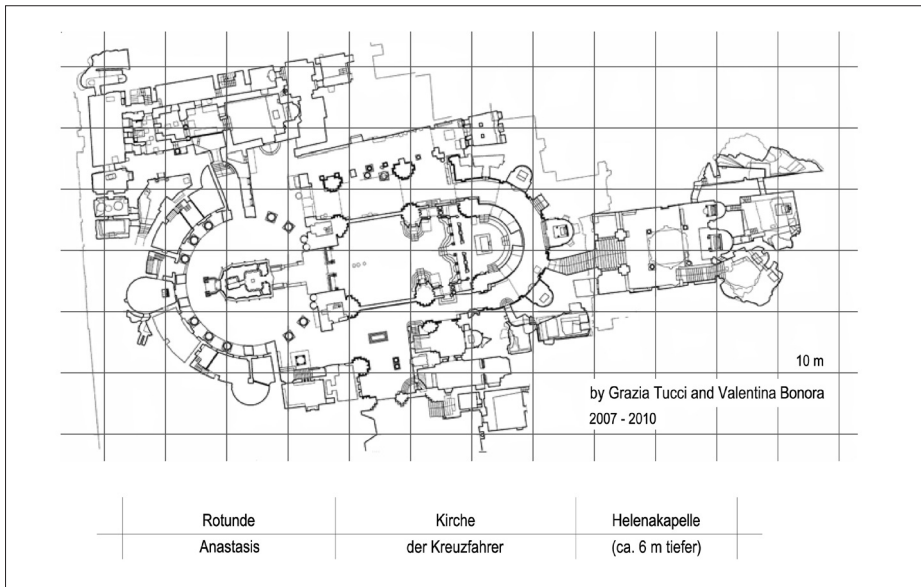 10 m
by Grazia Tucci and Valentina Bonora
2007 - 2010
Rotunde
Kirche
Helenakapelle
Anastasis
der Kreuzfahrer
(ca. 6 m tiefer)